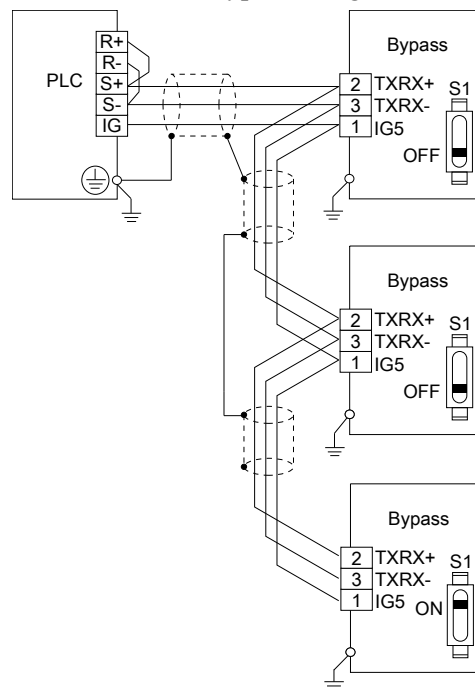 R+
R-
PLC
S+
S-
IG
Bypass
2 TXRX+ S1
3 TXRX-
1 IG5
OFF
Bypass
2 TXRX+ S1
3 TXRX-
1 IG5
OFF
Bypass
2 TXRX+ S1
3 TXRX-
1 IG5 ON